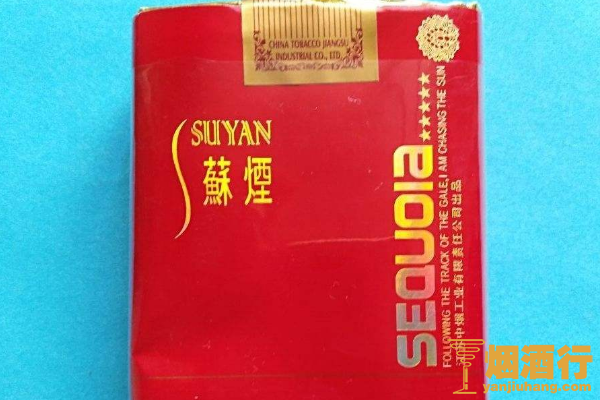 CHINA TOBACCO JIANGSU
INDUSTRIAL CO., LTD
SUYAN
蘇煙
SEQUOIA
★★★★★
FOLLOWING THE TRACK OF THE GALE,I AM CHASING THE SUN
江苏中烟工业有限责任公司出品
烟酒行
yanjiuhong.com